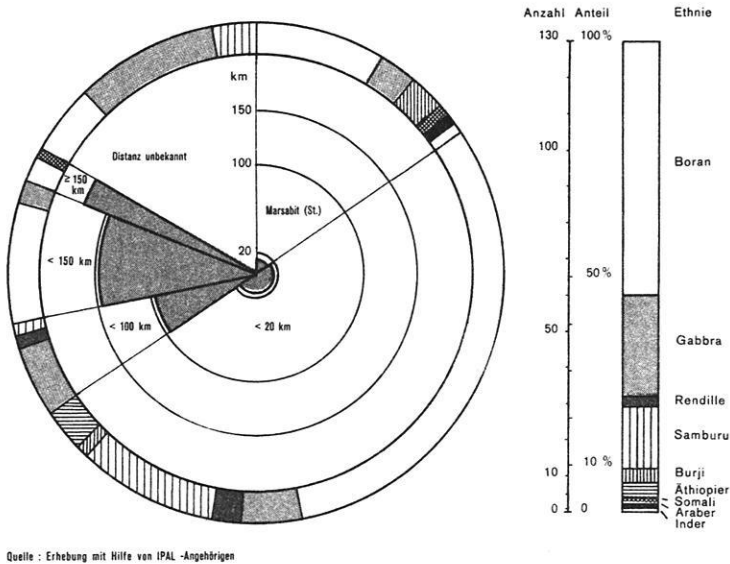 km
150
100
20
Distanz unbekannt
≥ 150
km
Marsabit (St.)
< 150 km
< 100 km
< 20 km
Anzahl Anteil Ethnie
130 100 %
100
50 %
50
10 %
10
0 0
Boran
Gabbra
Rendille
Samburu
Burji
Äthiopier
Somali
Araber
Inder
Quelle : Erhebung mit Hilfe von IPAL -Angehörigen